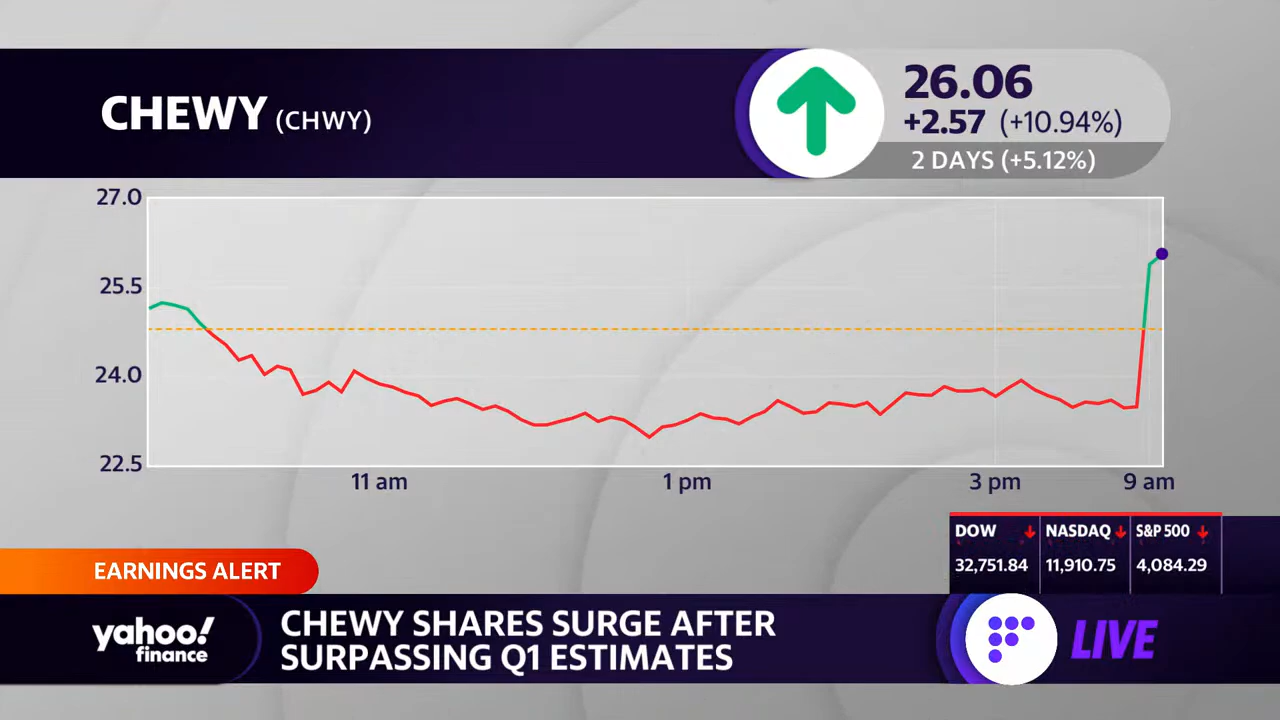 CHEWY (CHWY)
26.06
+2.57 (+10.94%)
2 DAYS (+5.12%)
27.0
25.5
24.0
22.5
11 am
1 pm
3 pm
9 am
DOW
NASDAQ
S&P 500
32,751.84
11,910.75
4,084.29
EARNINGS ALERT
yahoo!
finance
CHEWY SHARES SURGE AFTER
SURPASSING Q1 ESTIMATES
LIVE